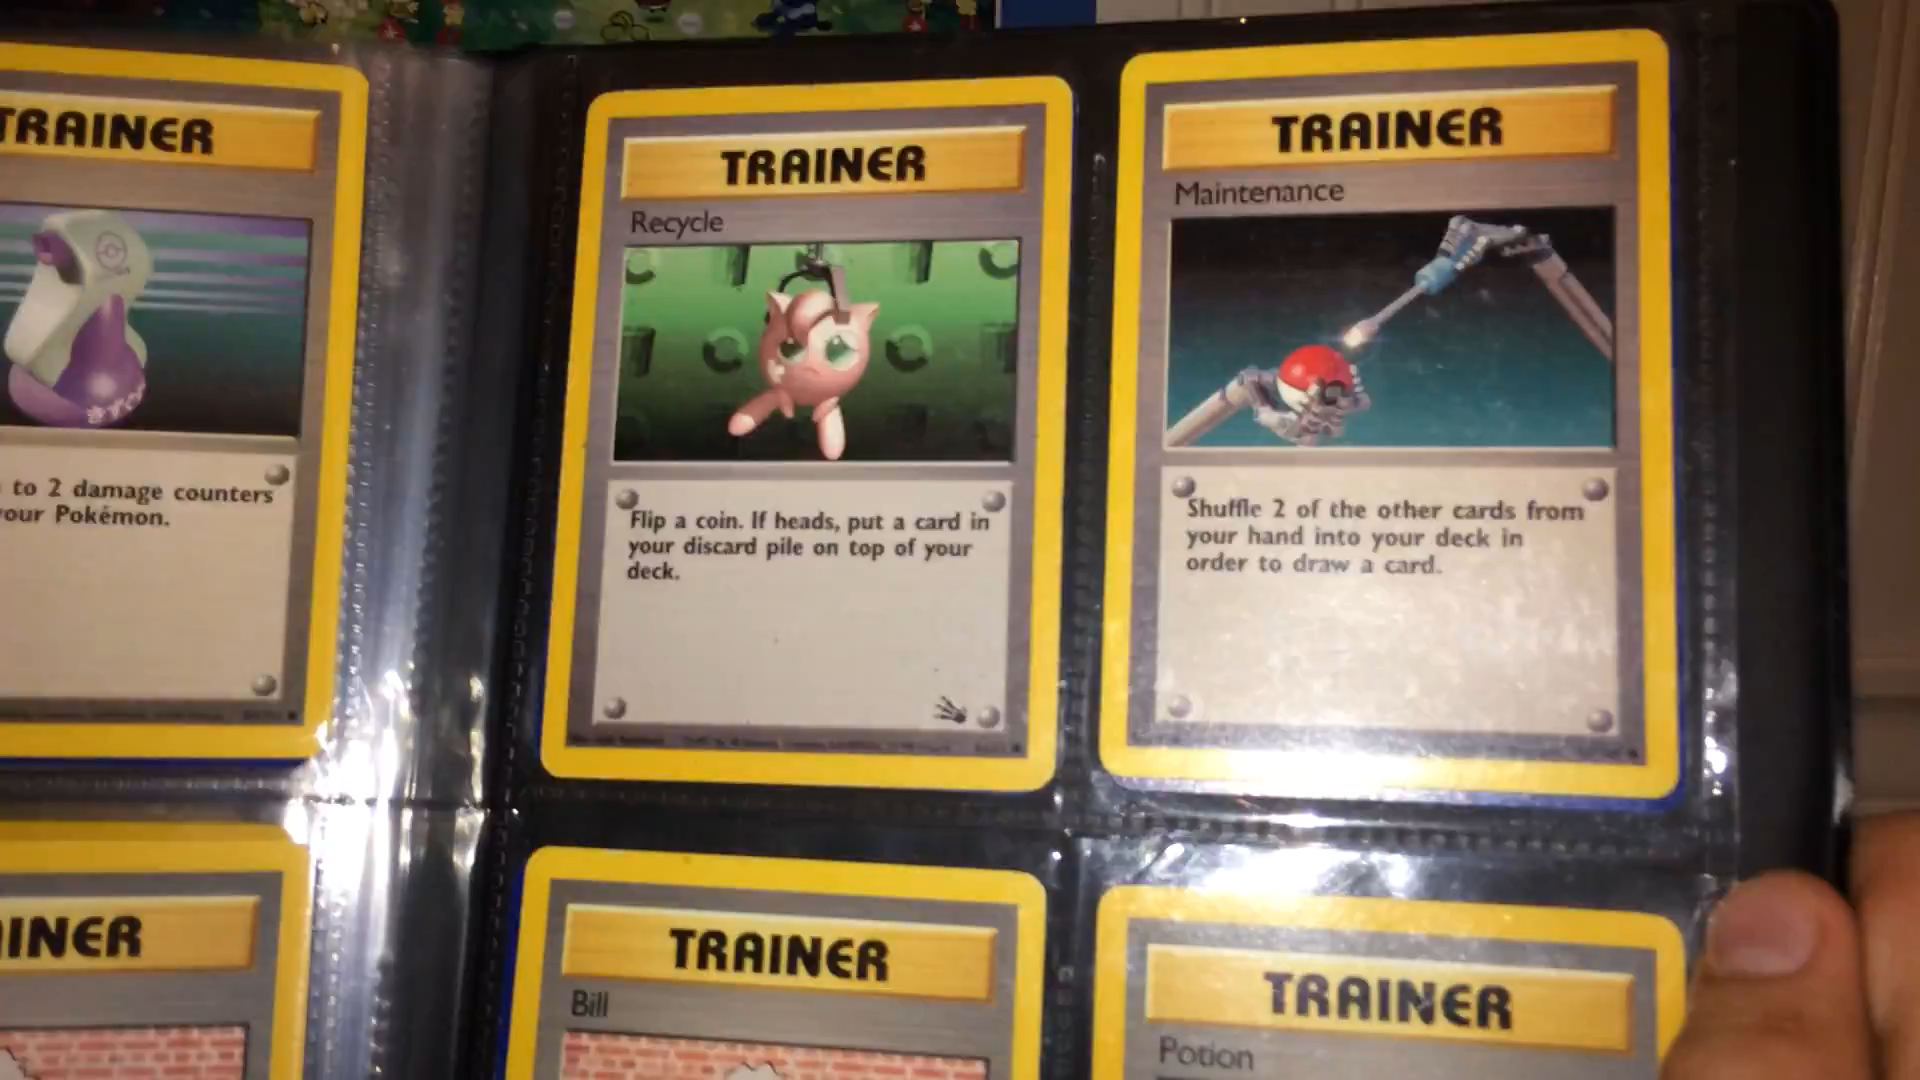 TRAINER
to 2 damage counters
your Pokémon.
TRAINER
Recycle
Flip a coin. If heads, put a card in
your discard pile on top of your
deck.
TRAINER
Maintenance
Shuffle 2 of the other cards from
your hand into your deck in
order to draw a card.
TRAINER
Bill
TRAINER
Potion